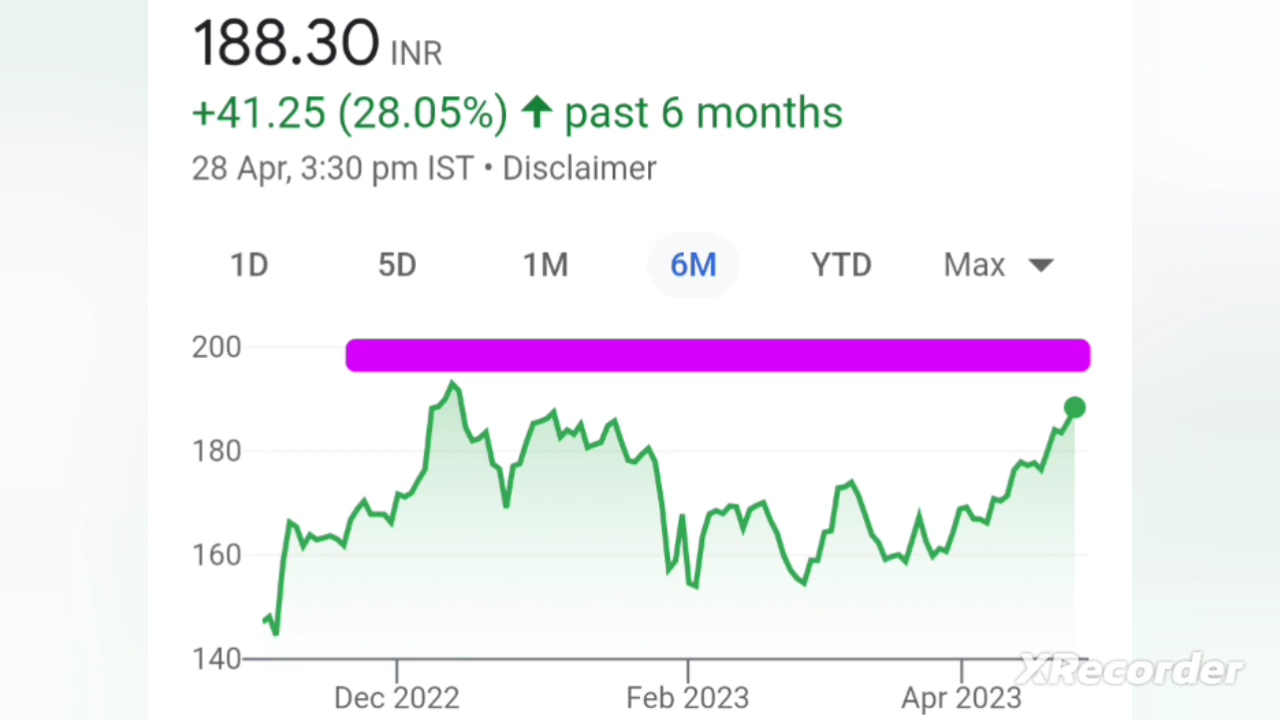 188.30 INR
+41.25 (28.05%) ↑ past 6 months
28 Apr, 3:30 pm IST • Disclaimer
1D 5D 1M 6M YTD Max
200
180
160
140
Dec 2022 Feb 2023 Apr 2023
XRecorder